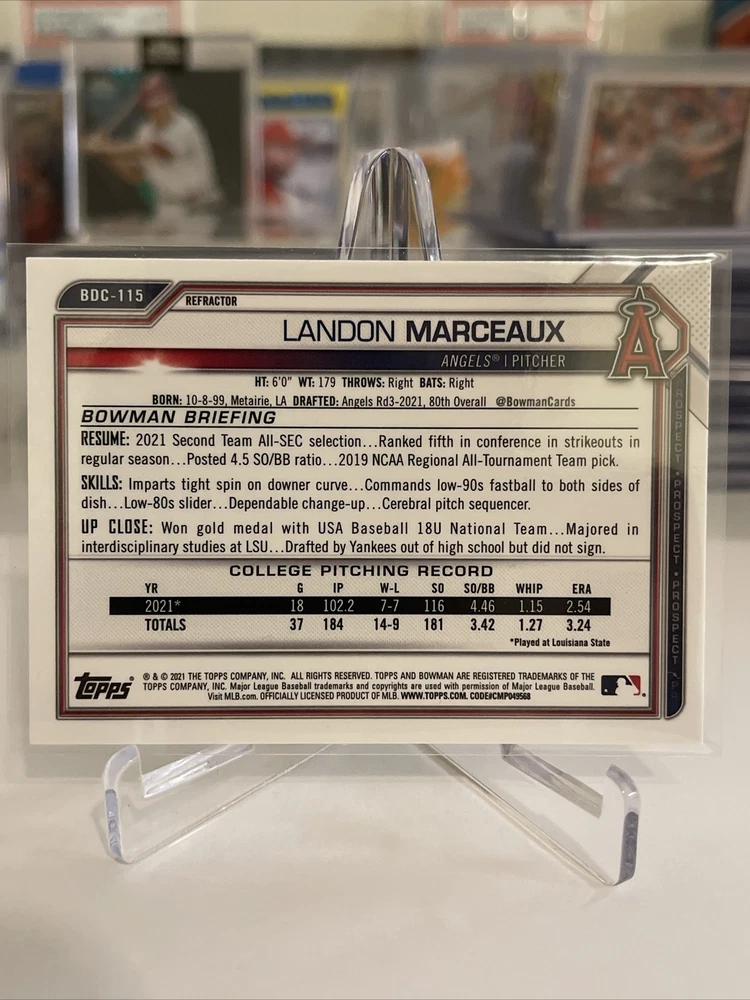 BDC-115
REFRACTOR
LANDON MARCEAUX
ANGELS® | PITCHER
HT: 6'0" WT: 179 THROWS: Right BATS: Right
BORN: 10-8-99, Metairie, LA DRAFTED: Angels Rd3-2021, 80th Overall @BowmanCards
BOWMAN BRIEFING
RESUME: 2021 Second Team All-SEC selection...Ranked fifth in conference in strikeouts in
regular season...Posted 4.5 SO/BB ratio...2019 NCAA Regional All-Tournament Team pick.
SKILLS: Imparts tight spin on downer curve...Commands low-90s fastball to both sides of
dish...Low-80s slider...Dependable change-up...Cerebral pitch sequencer.
UP CLOSE: Won gold medal with USA Baseball 18U National Team...Majored in
interdisciplinary studies at LSU...Drafted by Yankees out of high school but did not sign.
COLLEGE PITCHING RECORD
YR G IP W-L SO SO/BB WHIP ERA
2021* 18 102.2 7-7 116 4.46 1.15 2.54
TOTALS 37 184 14-9 181 3.42 1.27 3.24
*Played at Louisiana State
TOPPS®
® & © 2021 THE TOPPS COMPANY, INC. ALL RIGHTS RESERVED. TOPPS AND BOWMAN ARE REGISTERED TRADEMARKS OF THE
TOPPS COMPANY, INC. Major League Baseball trademarks and copyrights are used with permission of Major League Baseball.
Visit MLB.com. OFFICIALLY LICENSED PRODUCT OF MLB. WWW.TOPPS.COM. CODE#CMP049568
A
PROSPECT • PROSPECT • PROSPECT • P